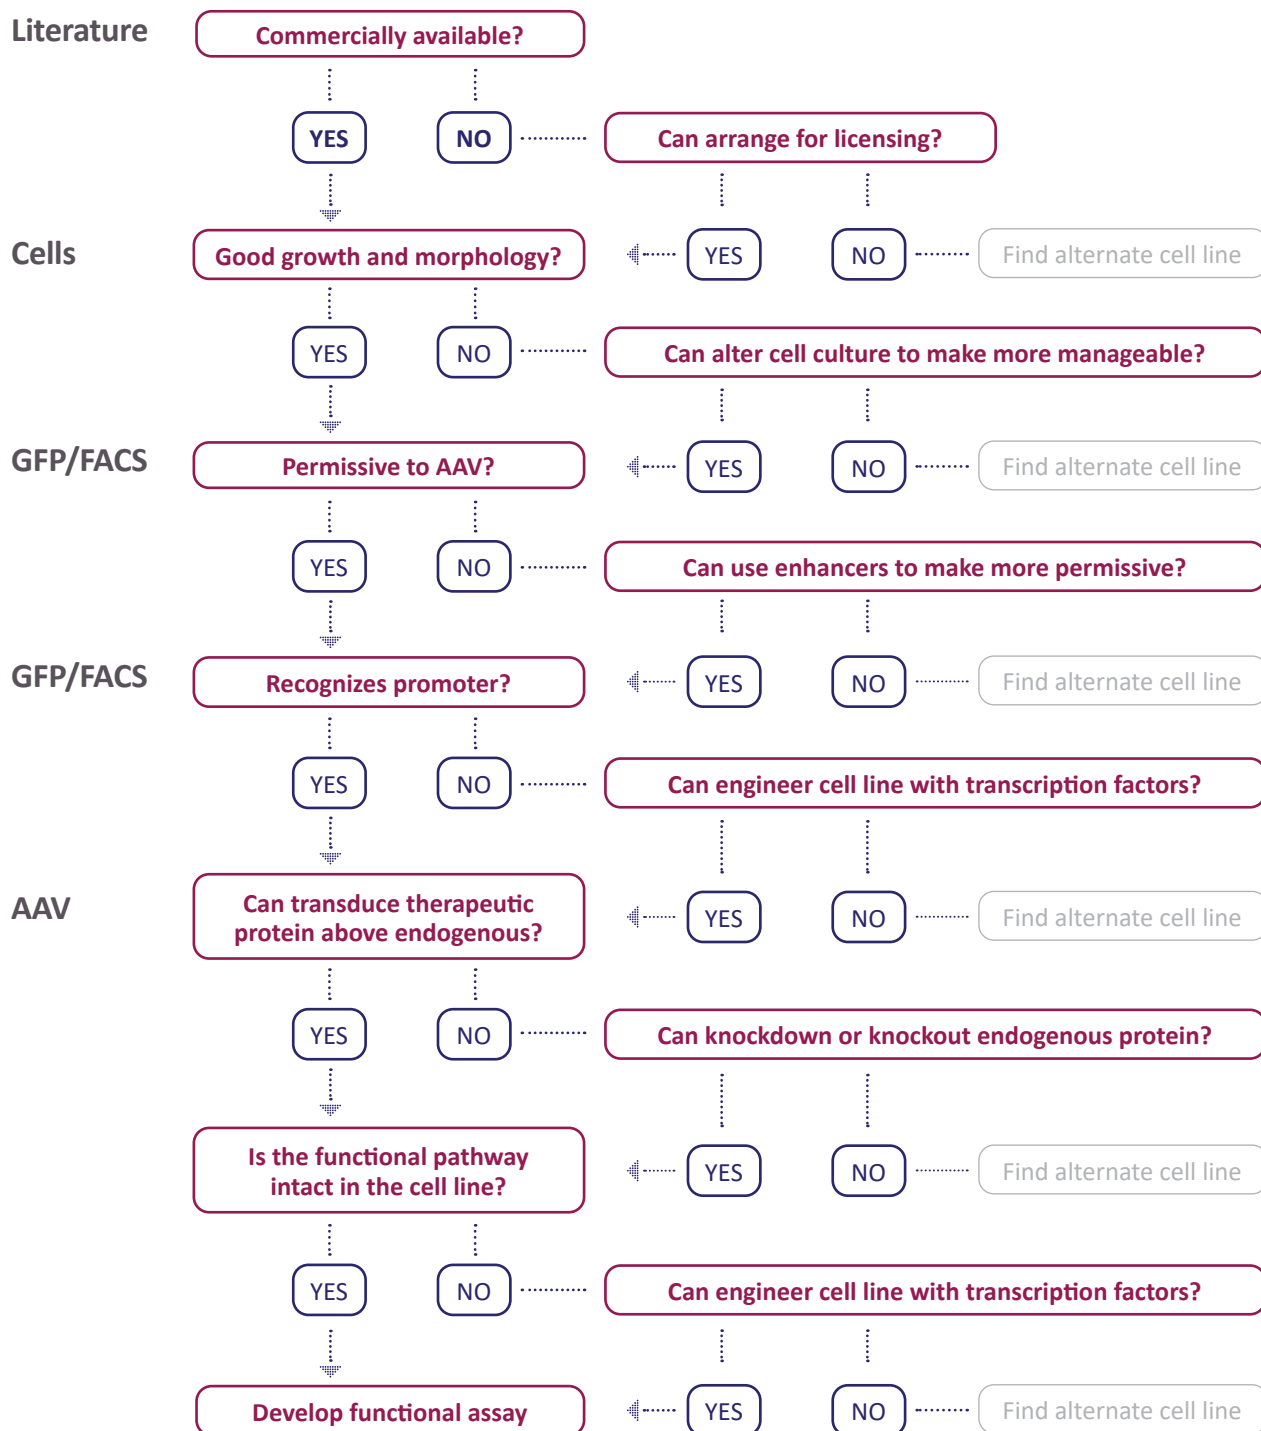 Literature
Commercially available?
YES
NO
Can arrange for licensing?
Cells
Good growth and morphology?
YES
NO
Find alternate cell line
YES
NO
Can alter cell culture to make more manageable?
GFP/FACS
Permissive to AAV?
YES
NO
Find alternate cell line
YES
NO
Can use enhancers to make more permissive?
GFP/FACS
Recognizes promoter?
YES
NO
Find alternate cell line
YES
NO
Can engineer cell line with transcription factors?
AAV
Can transduce therapeutic
protein above endogenous?
YES
NO
Find alternate cell line
YES
NO
Can knockdown or knockout endogenous protein?
Is the functional pathway
intact in the cell line?
YES
NO
Find alternate cell line
YES
NO
Can engineer cell line with transcription factors?
Develop functional assay
YES
NO
Find alternate cell line